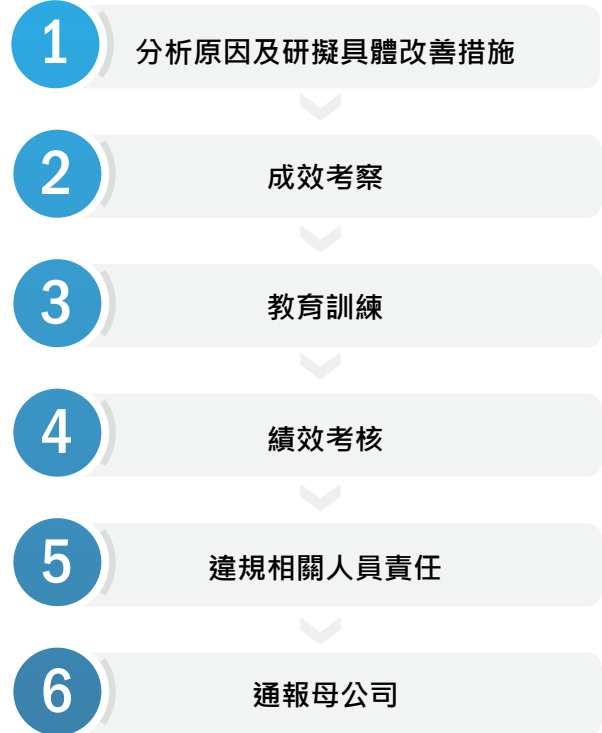 1 分析原因及研擬具體改善措施
2 成效考察
3 教育訓練
4 績效考核
5 違規相關人員責任
6 通報母公司